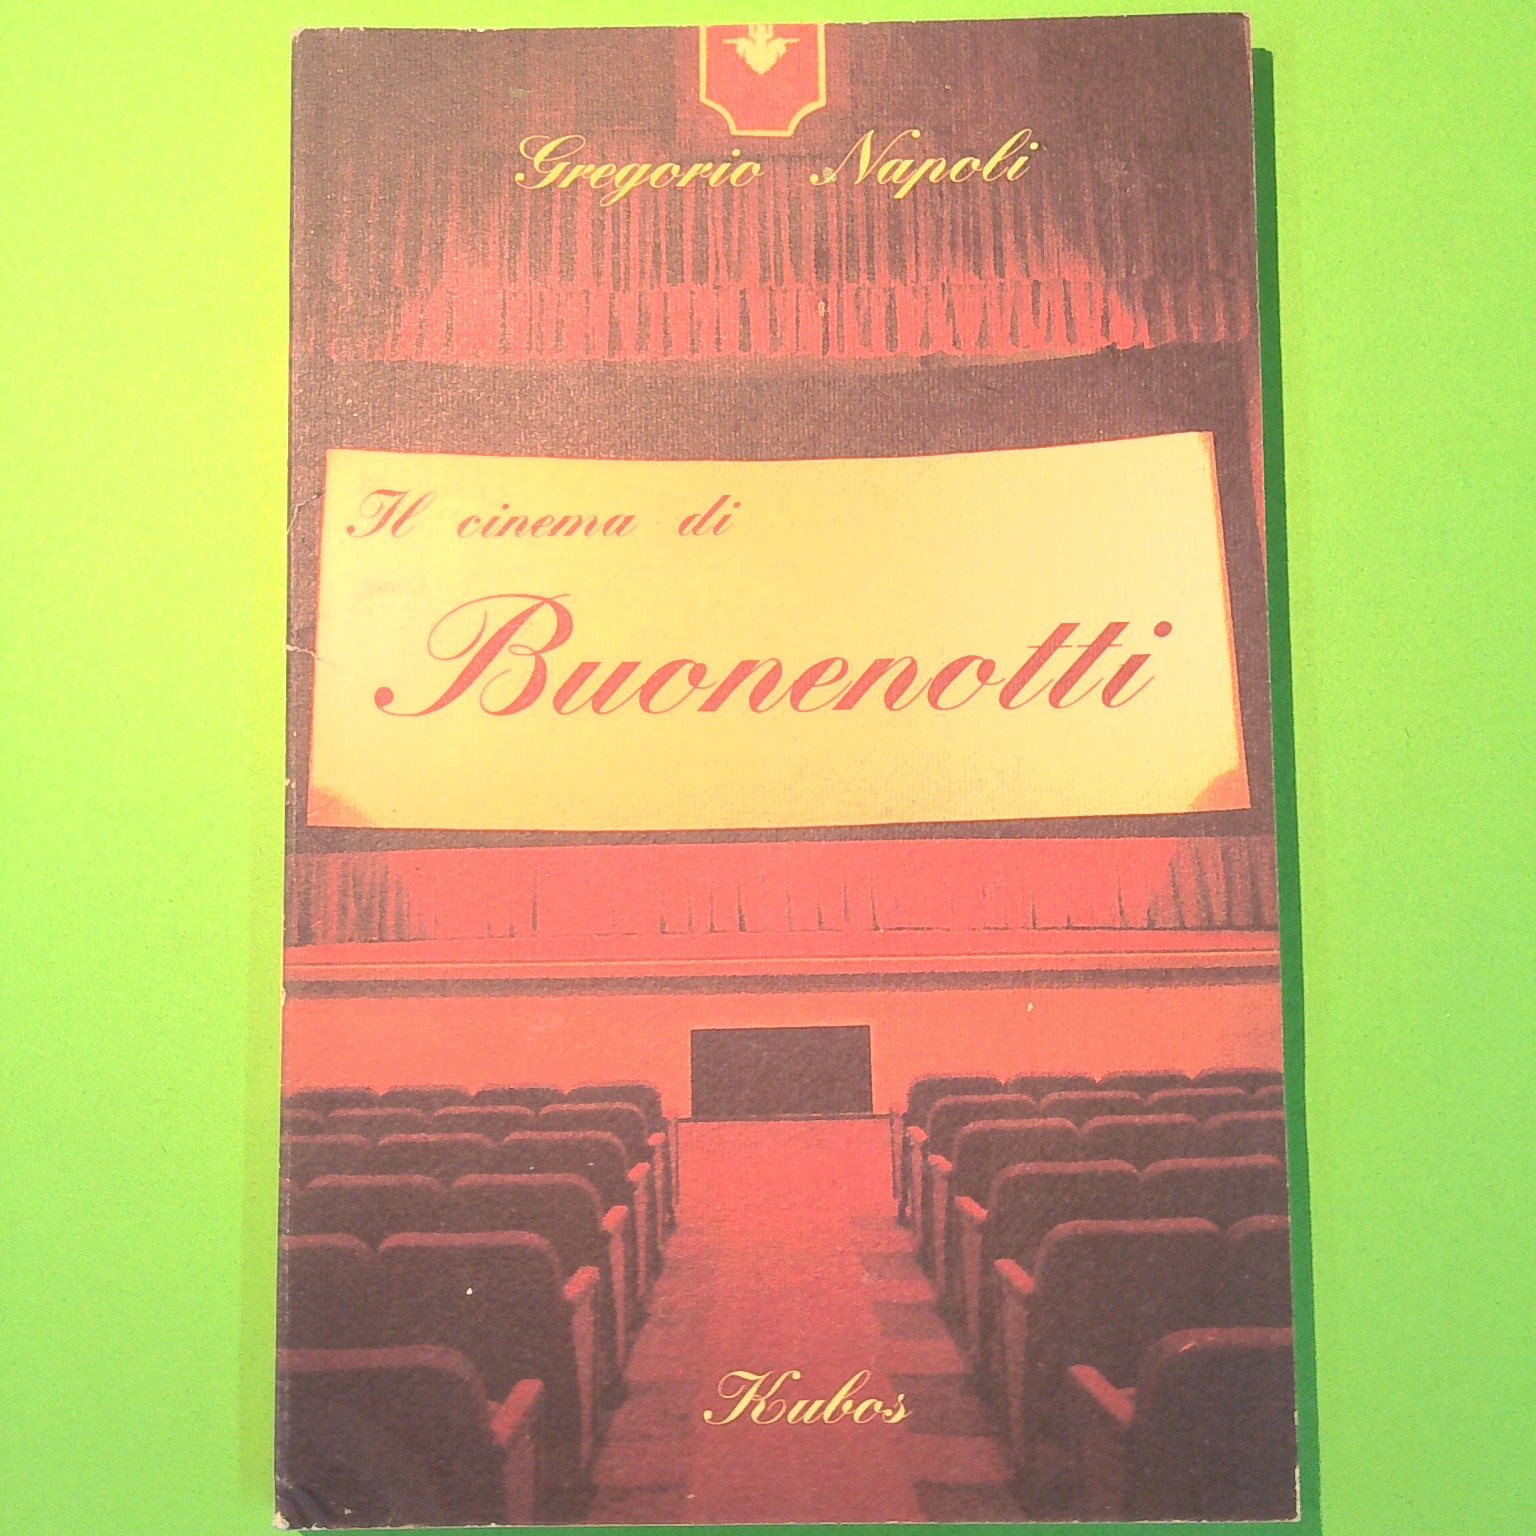 Gregorio Napoli
Il cinema di
Buonenotti
Kubos